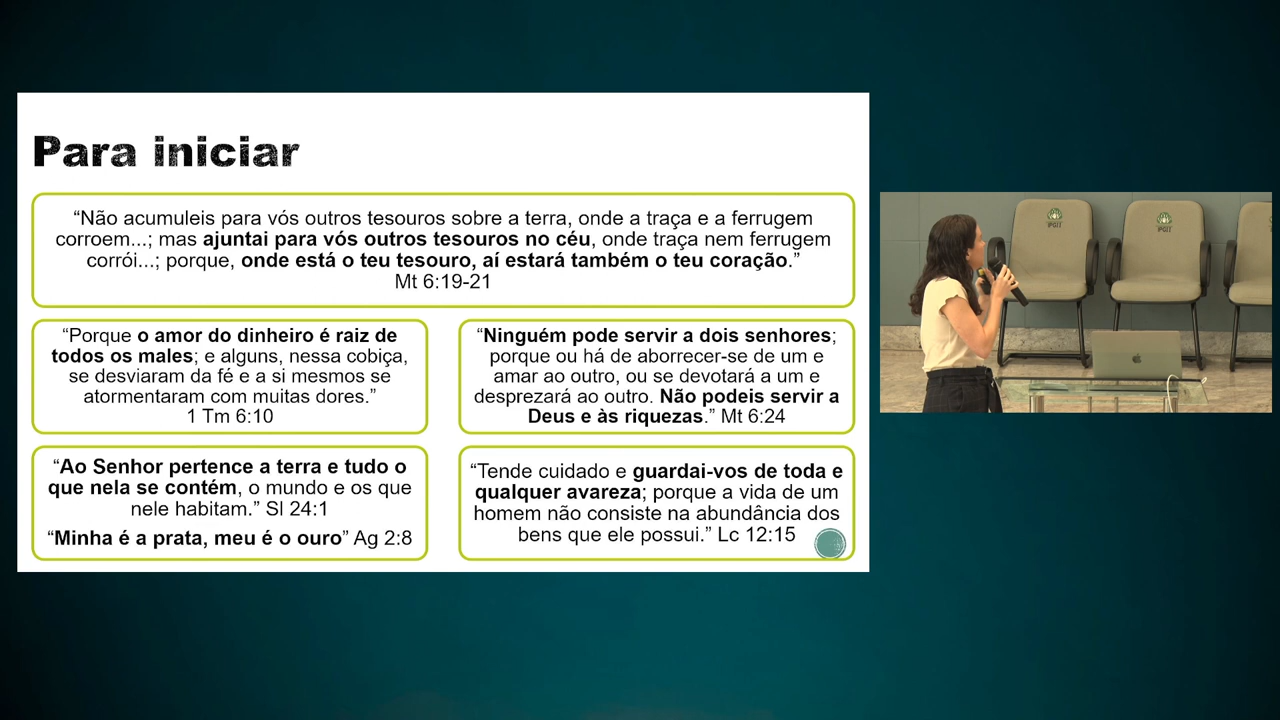 Para iniciar
“Não acumuleis para vós outros tesouros sobre a terra, onde a traça e a ferrugem
corroem...; mas ajuntai para vós outros tesouros no céu, onde traça nem ferrugem
corrói...; porque, onde está o teu tesouro, aí estará também o teu coração.”
Mt 6:19-21
“Porque o amor do dinheiro é raiz de
todos os males; e alguns, nessa cobiça,
se desviaram da fé e a si mesmos se
atormentaram com muitas dores.”
1 Tm 6:10
“Ninguém pode servir a dois senhores;
porque ou há de aborrecer-se de um e
amar ao outro, ou se devotará a um e
desprezará ao outro. Não podeis servir a
Deus e às riquezas.” Mt 6:24
“Ao Senhor pertence a terra e tudo o
que nela se contém, o mundo e os que
nele habitam.” Sl 24:1
“Minha é a prata, meu é o ouro” Ag 2:8
“Tende cuidado e guardai-vos de toda e
qualquer avareza; porque a vida de um
homem não consiste na abundância dos
bens que ele possui.” Lc 12:15